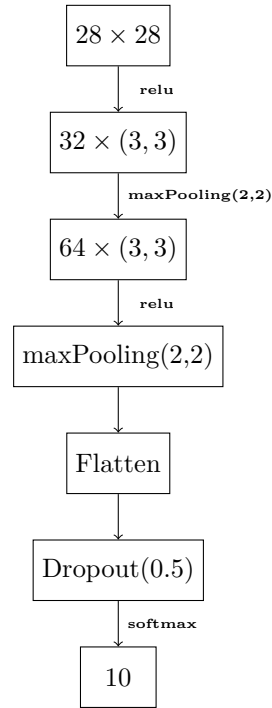 28 × 28
relu
32 × (3, 3)
maxPooling(2,2)
64 × (3, 3)
relu
maxPooling(2,2)
Flatten
Dropout(0.5)
softmax
10